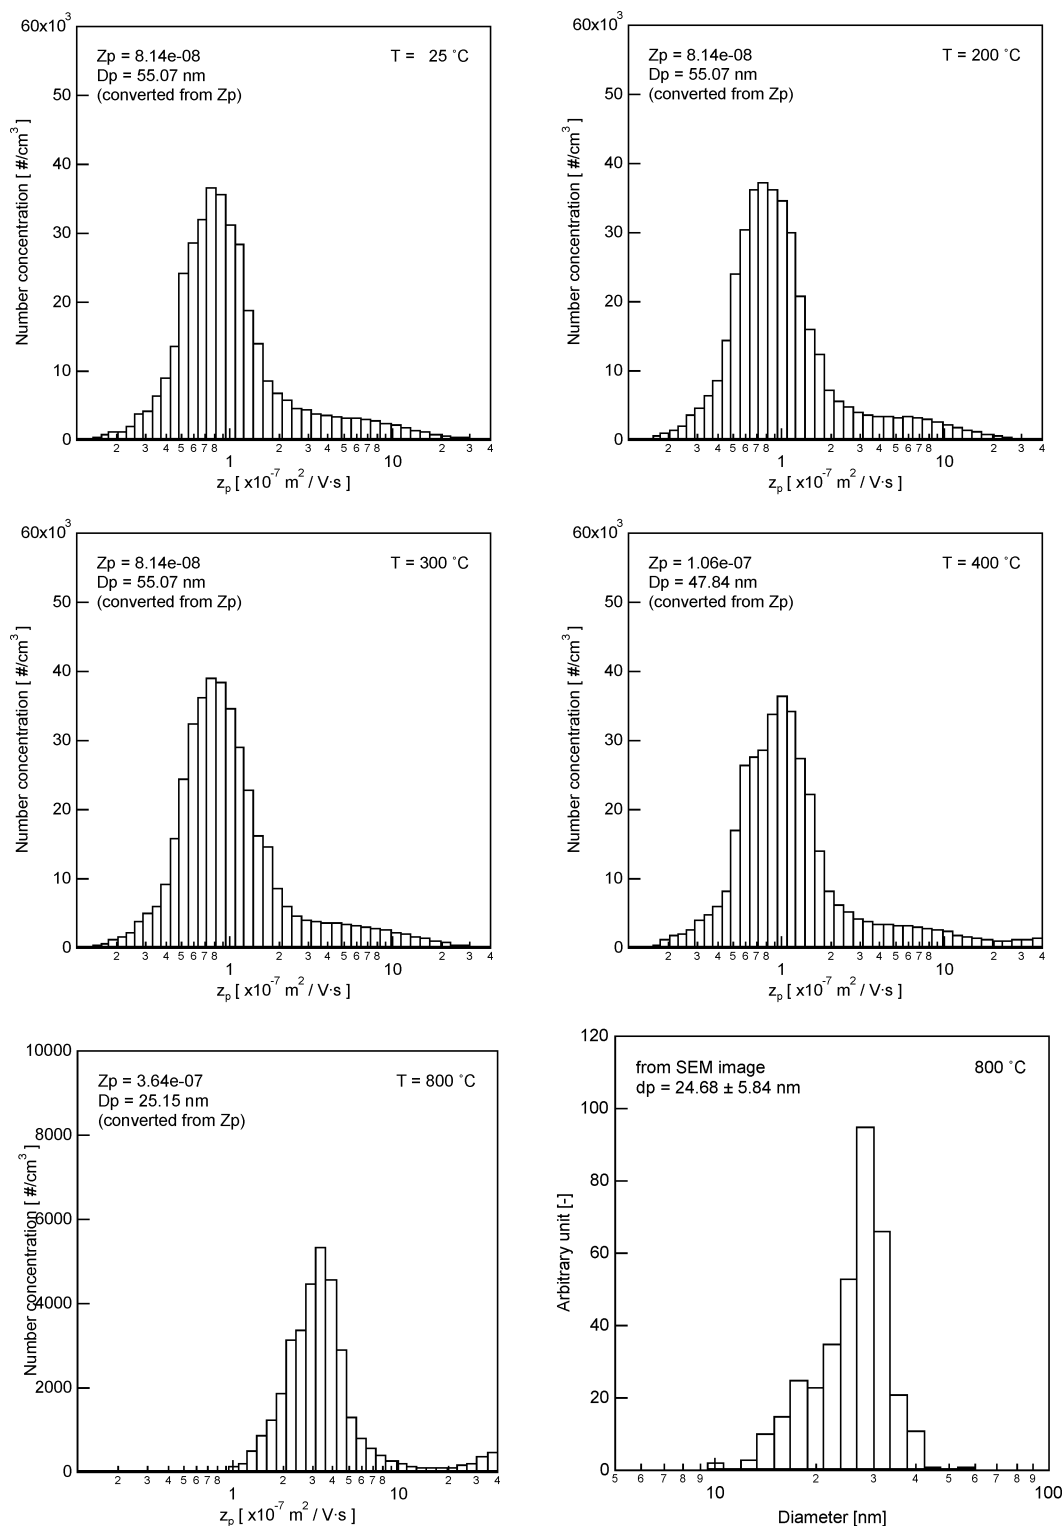 60x10³
50
40
30
20
10
0
Number concentration [ #/cm³ ]
Zp = 8.14e-08
Dp = 55.07 nm
(converted from Zp)
T = 25 ˚C
2 3 4 5 6 7 8 1 2 3 4 5 6 7 8 10 2 3 4
zₚ [ x10⁻⁷ m² / V·s ]
60x10³
50
40
30
20
10
0
Number concentration [ #/cm³ ]
Zp = 8.14e-08
Dp = 55.07 nm
(converted from Zp)
T = 200 ˚C
2 3 4 5 6 7 8 1 2 3 4 5 6 7 8 10 2 3 4
zₚ [ x10⁻⁷ m² / V·s ]
60x10³
50
40
30
20
10
0
Number concentration [ #/cm³ ]
Zp = 8.14e-08
Dp = 55.07 nm
(converted from Zp)
T = 300 ˚C
2 3 4 5 6 7 8 1 2 3 4 5 6 7 8 10 2 3 4
zₚ [ x10⁻⁷ m² / V·s ]
60x10³
50
40
30
20
10
0
Number concentration [ #/cm³ ]
Zp = 1.06e-07
Dp = 47.84 nm
(converted from Zp)
T = 400 ˚C
2 3 4 5 6 7 8 1 2 3 4 5 6 7 8 10 2 3 4
zₚ [ x10⁻⁷ m² / V·s ]
10000
8000
6000
4000
2000
0
Number concentration [ #/cm³ ]
Zp = 3.64e-07
Dp = 25.15 nm
(converted from Zp)
T = 800 ˚C
2 3 4 5 6 7 8 1 2 3 4 5 6 7 8 10 2 3 4
zₚ [ x10⁻⁷ m² / V·s ]
120
100
80
60
40
20
0
Arbitrary unit [-]
from SEM image
dp = 24.68 ± 5.84 nm
800 ˚C
5 6 7 8 9 10 2 3 4 5 6 7 8 9 100
Diameter [nm]